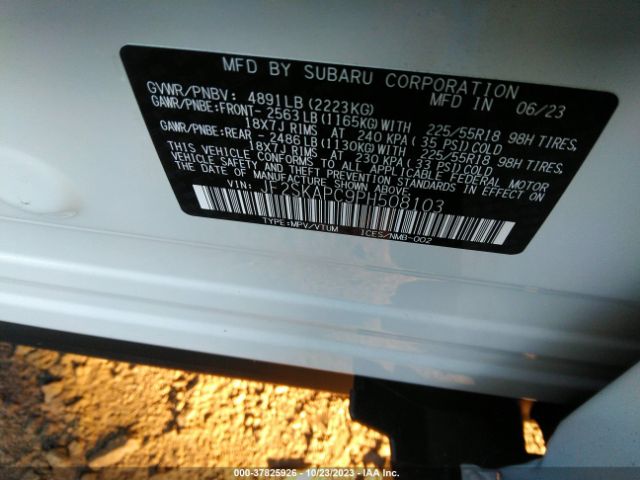 MFD BY SUBARU CORPORATION
GVWR/PNBV: 4891LB(2223KG) MFD IN 06/23
GAWR/PNBE:FRONT- 2563LB(1165KG)WITH 225/55R18 98H TIRES,
18X7J RIMS AT 240 KPA(35 PSI)COLD
GAWR/PNBE:REAR - 2486LB(1130KG)WITH 225/55R18 98H TIRES,
18X7J RIMS AT 230 KPA(33 PSI)COLD
THIS VEHICLE CONFORMS TO ALL APPLICABLE FEDERAL MOTOR
VEHICLE SAFETY AND THEFT PREVENTION STANDARDS IN EFFECT ON
THE DATE OF MANUFACTURE SHOWN ABOVE.
VIN: JF2SKAPC9PH508103
TYPE:MPV/VTUM ICES/NMB-002
000-37825926 - 10/23/2023 - IAA Inc.